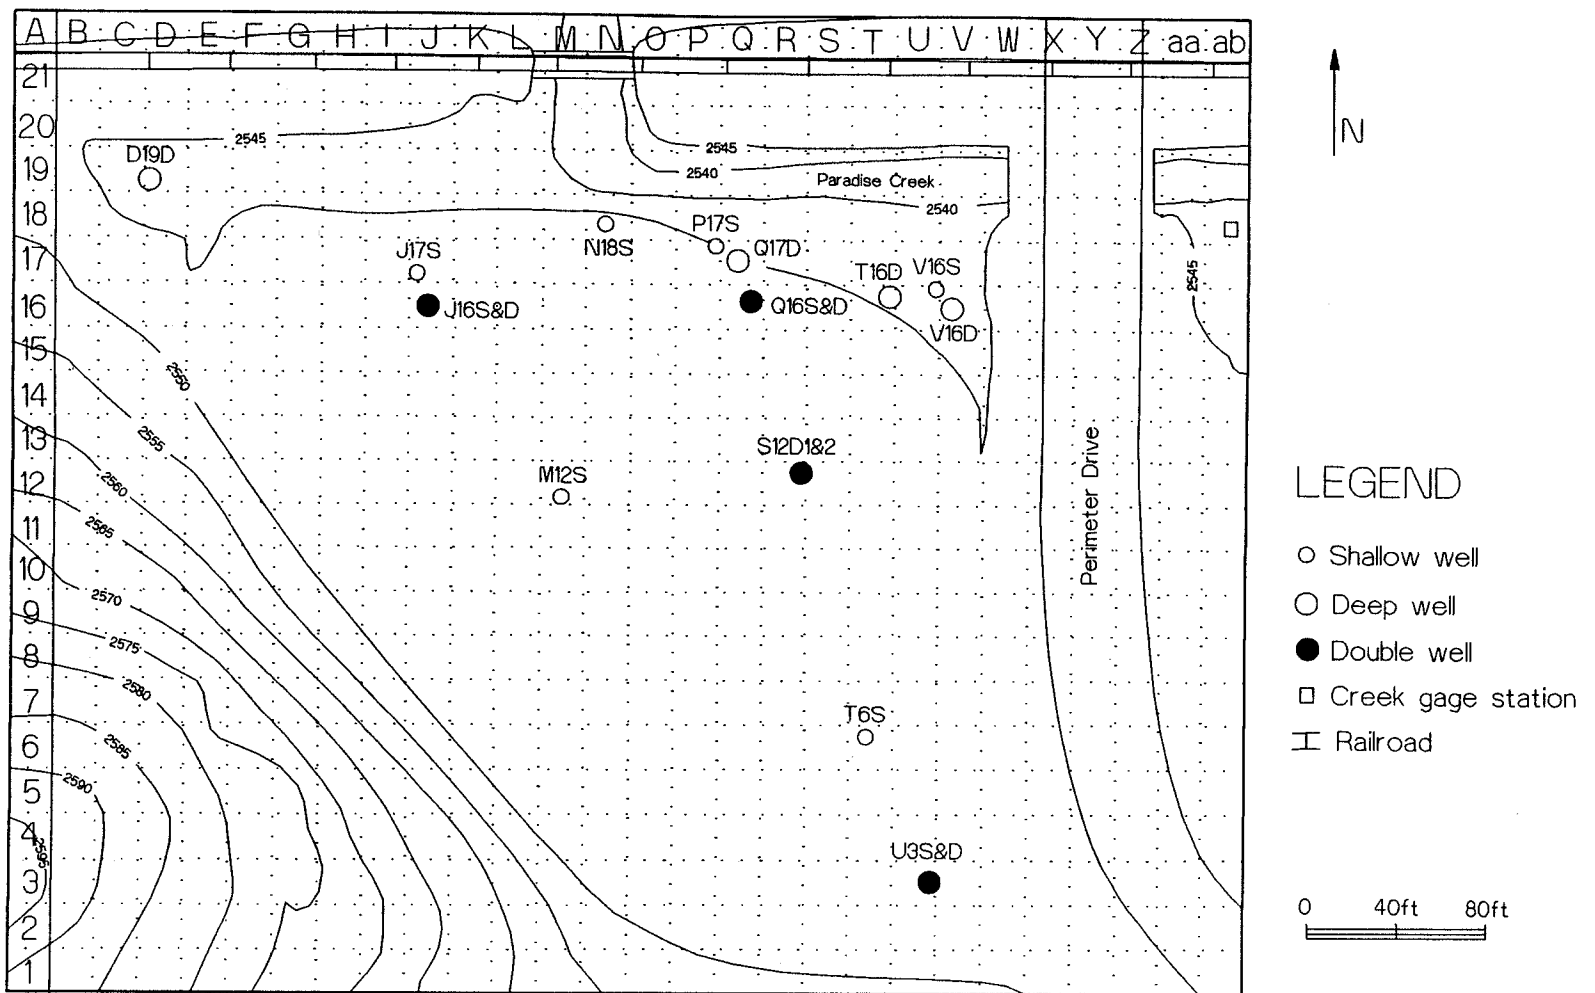 A B C D E F G H I J K L M N O P Q R S T U V W X Y Z aa ab
21
20
19
18
17
16
15
14
13
12
11
10
9
8
7
6
5
4
3
2
1
N
2545
2545
D19D
2540
Paradise Creek
2540
P17S
N18S
Q17D
J17S
T16D V16S
2545
J16S&D
Q16S&D
V16D
2550
2555
S12D1&2
M12S
2560
2565
Perimeter Drive
2570
2575
2580
T6S
2585
2590
2595
U3S&D
LEGEND
Shallow well
Deep well
Double well
Creek gage station
Railroad
0 40ft 80ft